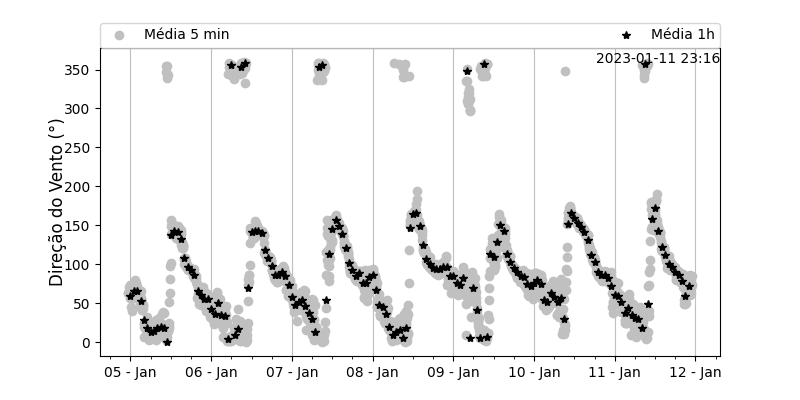 Média 5 min
Média 1h
2023-01-11 23:16
Direção do Vento (°)
350
300
250
200
150
100
50
0
05 - Jan
06 - Jan
07 - Jan
08 - Jan
09 - Jan
10 - Jan
11 - Jan
12 - Jan